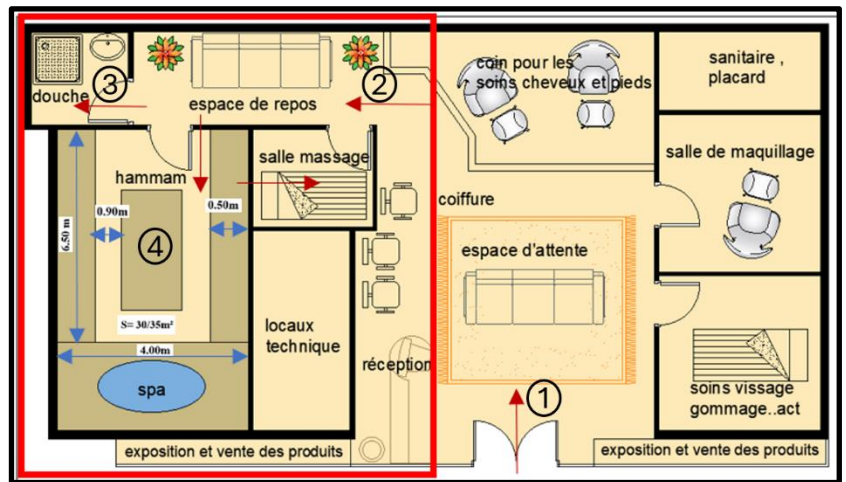 coin pour les
soins cheveux et pieds
sanitaire ,
placard
3
2
douche
espace de repos
salle massage
salle de maquillage
hammam
coiffure
0.90m
0.50m
6.50 m
4
espace d'attente
S= 30/35m²
locaux
technique
4.00m
réception
spa
1
soins vissage
gommage..act
exposition et vente des produits
exposition et vente des produits